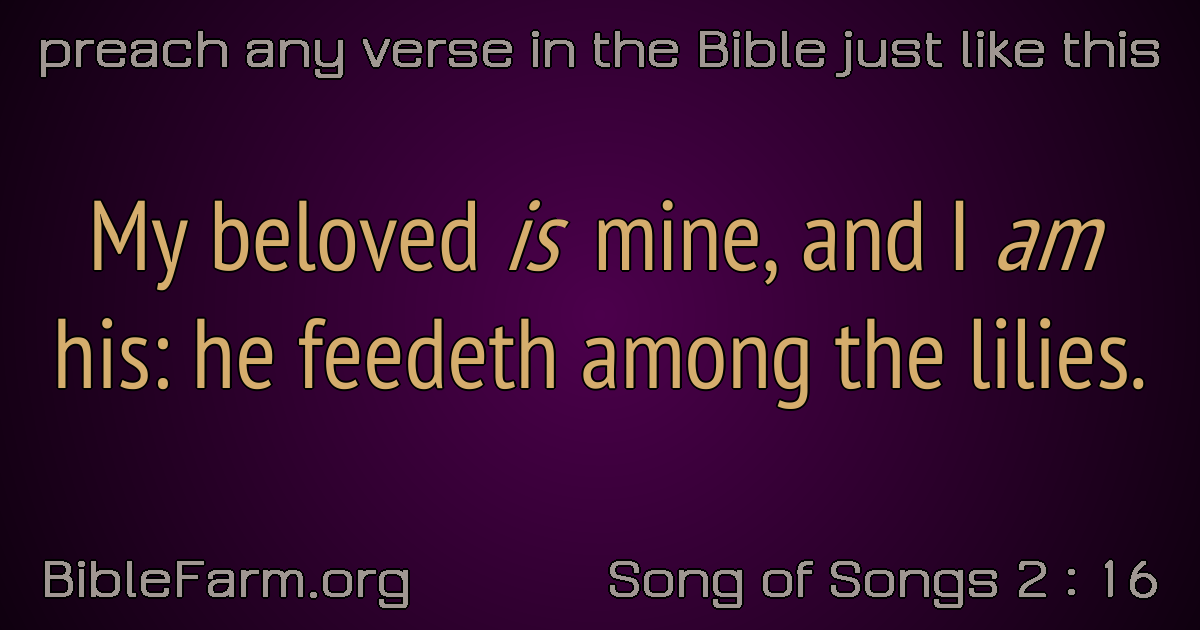 preach any verse in the Bible just like this
My beloved is mine, and I am
his: he feedeth among the lilies.
BibleFarm.org
Song of Songs 2 : 16